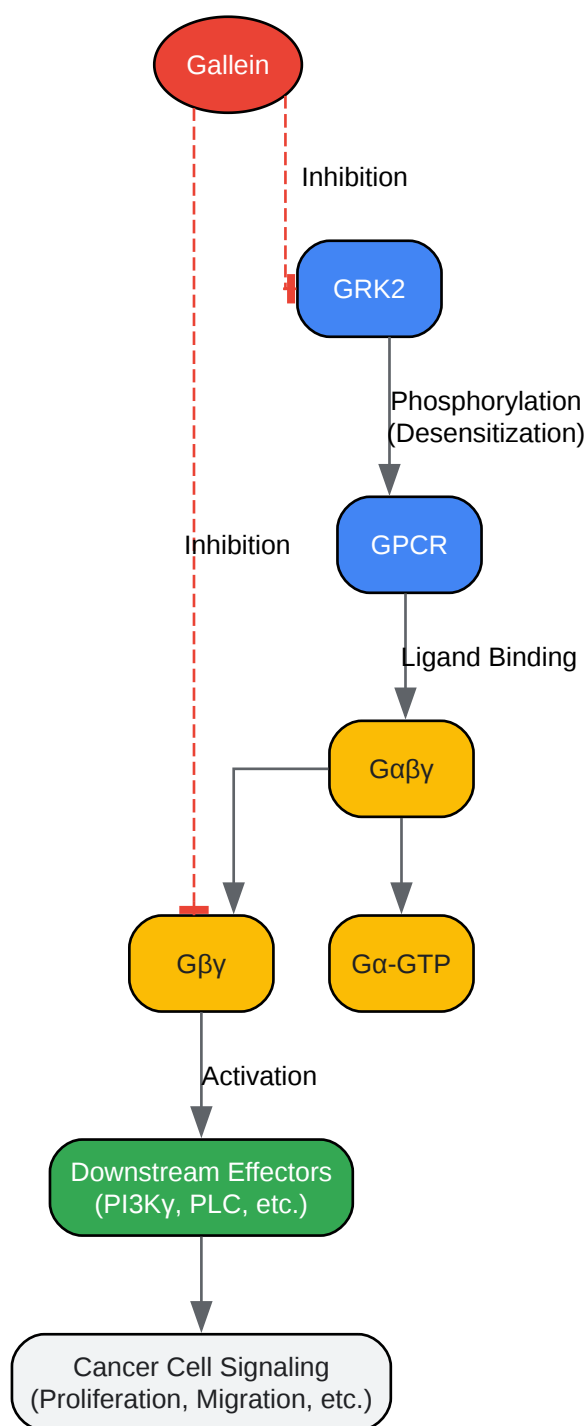 Gallein
Inhibition
GRK2
Phosphorylation
(Desensitization)
GPCR
Inhibition
Ligand Binding
Gαβγ
Gβγ
Gα-GTP
Activation
Downstream Effectors
(PI3Kγ, PLC, etc.)
Cancer Cell Signaling
(Proliferation, Migration, etc.)